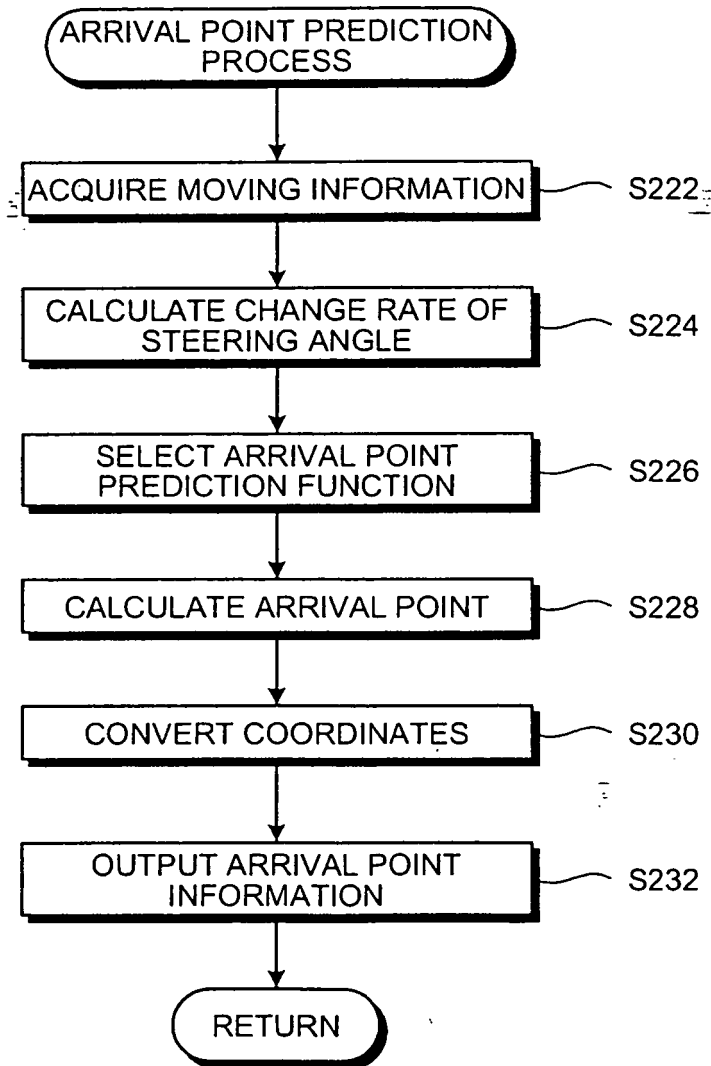 ARRIVAL POINT PREDICTION
PROCESS
ACQUIRE MOVING INFORMATION
S222
CALCULATE CHANGE RATE OF
STEERING ANGLE
S224
SELECT ARRIVAL POINT
PREDICTION FUNCTION
S226
CALCULATE ARRIVAL POINT
S228
CONVERT COORDINATES
S230
OUTPUT ARRIVAL POINT
INFORMATION
S232
RETURN